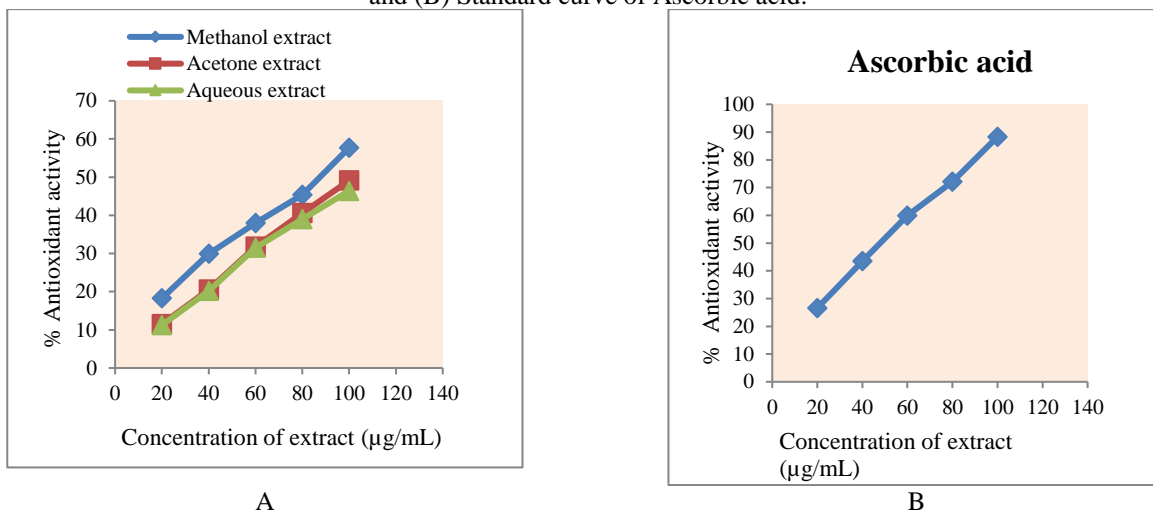 and (B) Standard curve of Ascorbic acid.
Methanol extract
Acetone extract
Aqueous extract
70
60
50
40
30
20
10
0
% Antioxidant activity
0 20 40 60 80 100 120 140
Concentration of extract (µg/mL)
A
Ascorbic acid
100
90
80
70
60
50
40
30
20
10
0
% Antioxidant activity
0 20 40 60 80 100 120 140
Concentration of extract
(µg/mL)
B